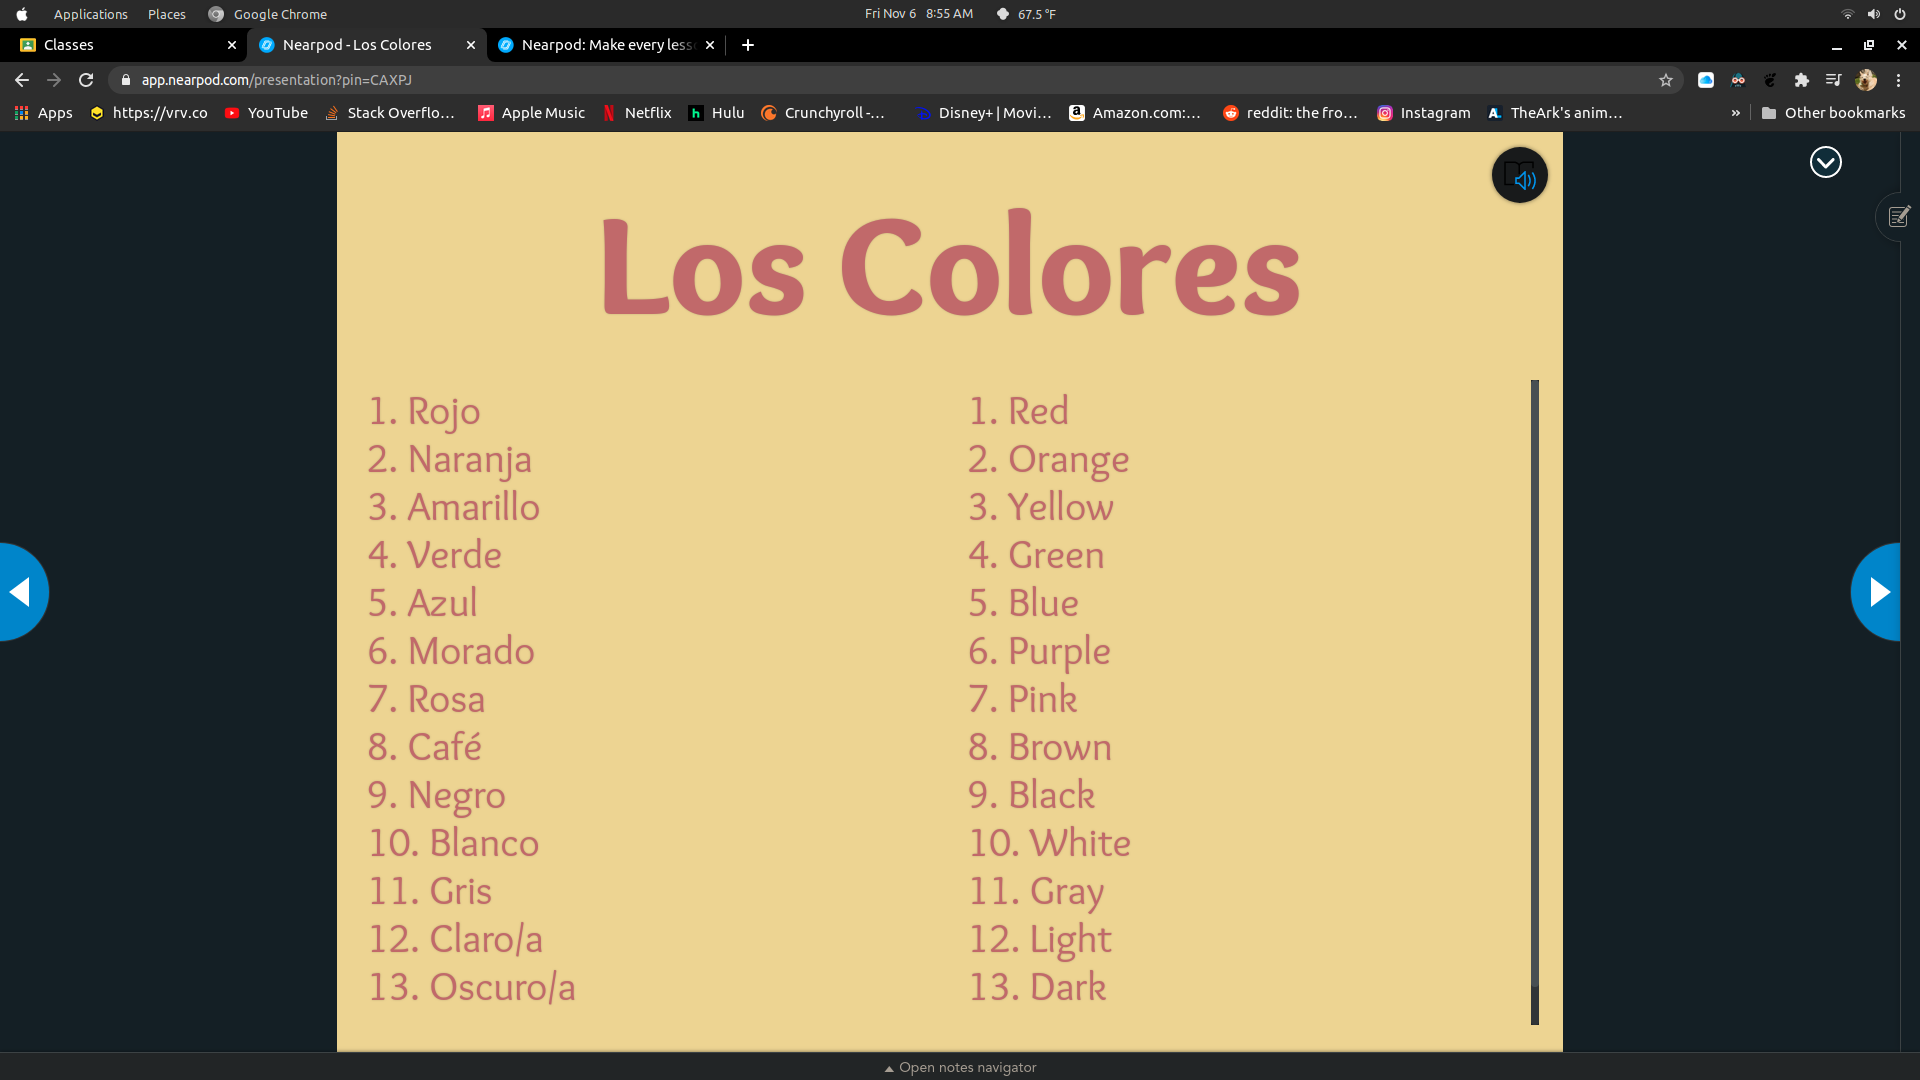 Applications Places Google Chrome Fri Nov 6 8:55 AM 67.5 °F
Classes Nearpod - Los Colores Nearpod: Make every less
app.nearpod.com/presentation?pin=CAXPJ
Apps https://vrv.co YouTube Stack Overflo... Apple Music Netflix Hulu Crunchyroll -... Disney+ | Movi... Amazon.com:... reddit: the fro... Instagram TheArk's anim... » Other bookmarks
Los Colores
1. Rojo
2. Naranja
3. Amarillo
4. Verde
5. Azul
6. Morado
7. Rosa
8. Café
9. Negro
10. Blanco
11. Gris
12. Claro/a
13. Oscuro/a
1. Red
2. Orange
3. Yellow
4. Green
5. Blue
6. Purple
7. Pink
8. Brown
9. Black
10. White
11. Gray
12. Light
13. Dark
Open notes navigator